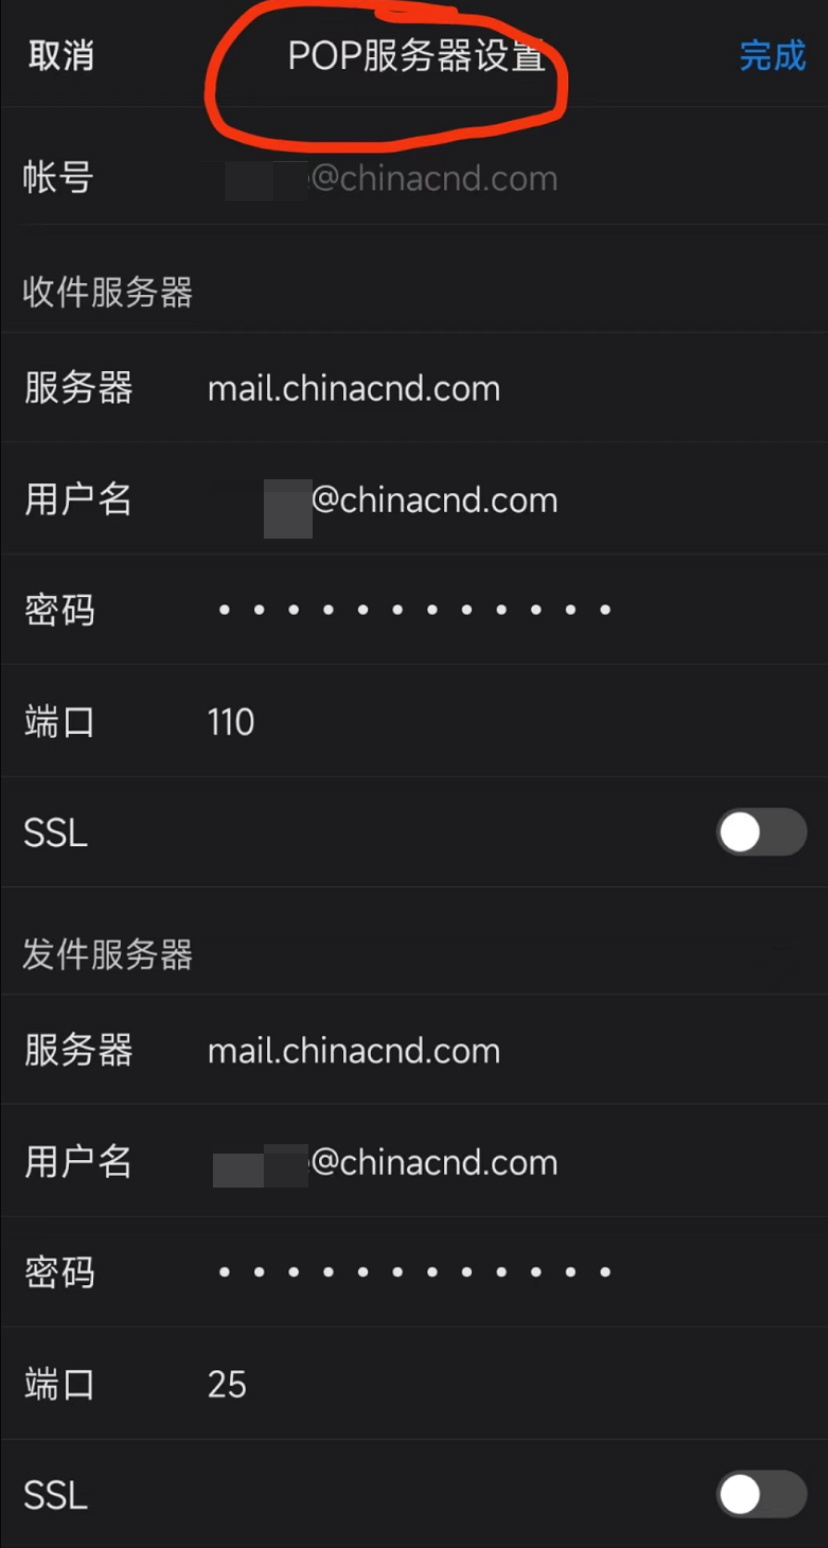 取消 POP服务器设置 完成
帐号 @chinacnd.com
收件服务器
服务器 mail.chinacnd.com
用户名 @chinacnd.com
密码 • • • • • • • • • • • •
端口 110
SSL
发件服务器
服务器 mail.chinacnd.com
用户名 @chinacnd.com
密码 • • • • • • • • • • • •
端口 25
SSL